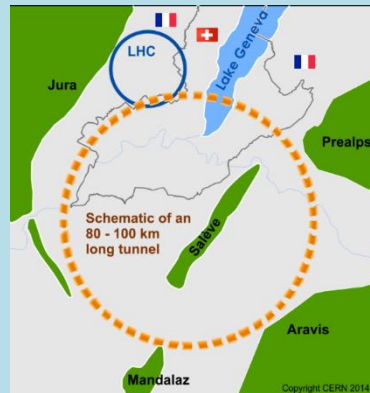 LHC
Jura
Lake Geneva
Prealps
Schematic of an
80 - 100 km
long tunnel
Salève
Aravis
Mandalaz
Copyright CERN 2014